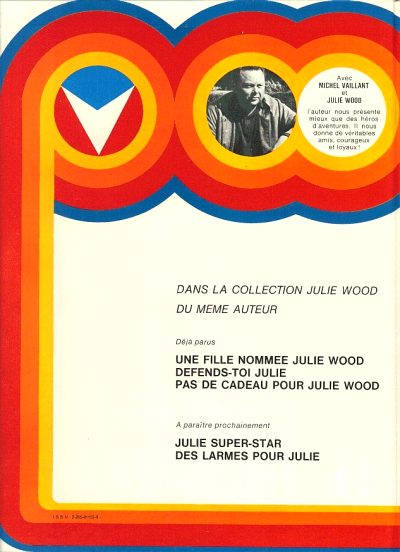 Avec
MICHEL VAILLANT
et
JULIE WOOD
l'auteur nous présente
mieux que des héros
d'aventures. Il nous
donne de véritables
amis, courageux
et loyaux!
DANS LA COLLECTION JULIE WOOD
DU MEME AUTEUR
Déjà parus
UNE FILLE NOMMEE JULIE WOOD
DEFENDS-TOI JULIE
PAS DE CADEAU POUR JULIE WOOD
A paraître prochainement
JULIE SUPER-STAR
DES LARMES POUR JULIE
ISBN